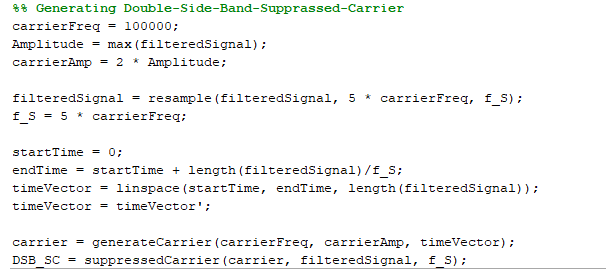 %% Generating Double-Side-Band-Suprassed-Carrier
carrierFreq = 100000;
Amplitude = max(filteredSignal);
carrierAmp = 2 * Amplitude;
filteredSignal = resample(filteredSignal, 5 * carrierFreq, f_S);
f_S = 5 * carrierFreq;
startTime = 0;
endTime = startTime + length(filteredSignal)/f_S;
timeVector = linspace(startTime, endTime, length(filteredSignal));
timeVector = timeVector';
carrier = generateCarrier(carrierFreq, carrierAmp, timeVector);
DSB_SC = suppressedCarrier(carrier, filteredSignal, f_S);